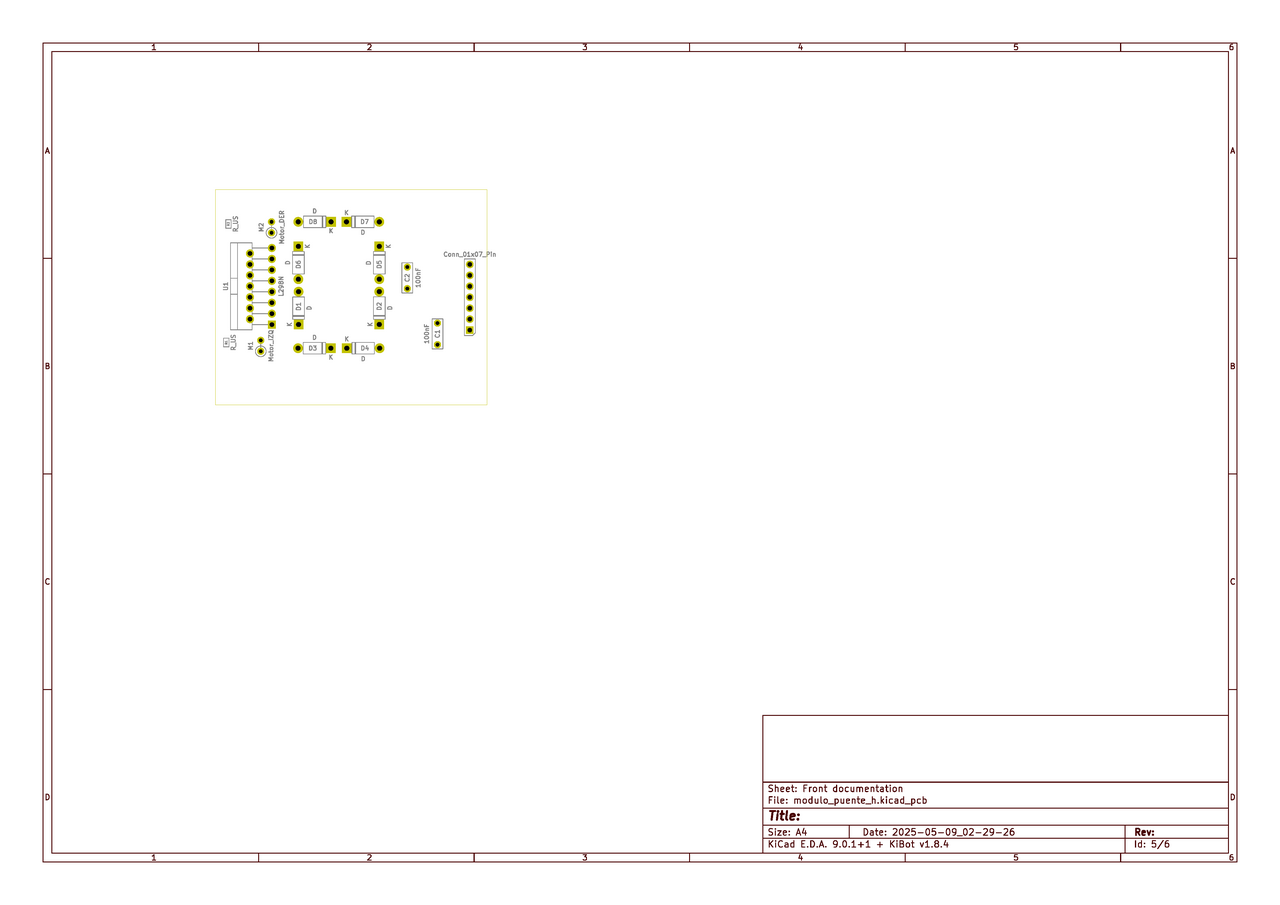 1 2 3 4 5 6
A A
B B
C C
D D
R_US
M2
Motor_DER
D
D8
K
K
D7
D
K
D
D6
K
D
D5
Conn_01x07_Pin
U1
L298N
C2
100nF
D1
D
K
D2
D
K
100nF
C1
R_US
M1
Motor_IZQ
D
D3
K
K
D4
D
Sheet: Front documentation
File: modulo_puente_h.kicad_pcb
Title:
Size: A4 Date: 2025-05-09_02-29-26 Rev:
KiCad E.D.A. 9.0.1+1 + KiBot v1.8.4 Id: 5/6
1 2 3 4 5 6